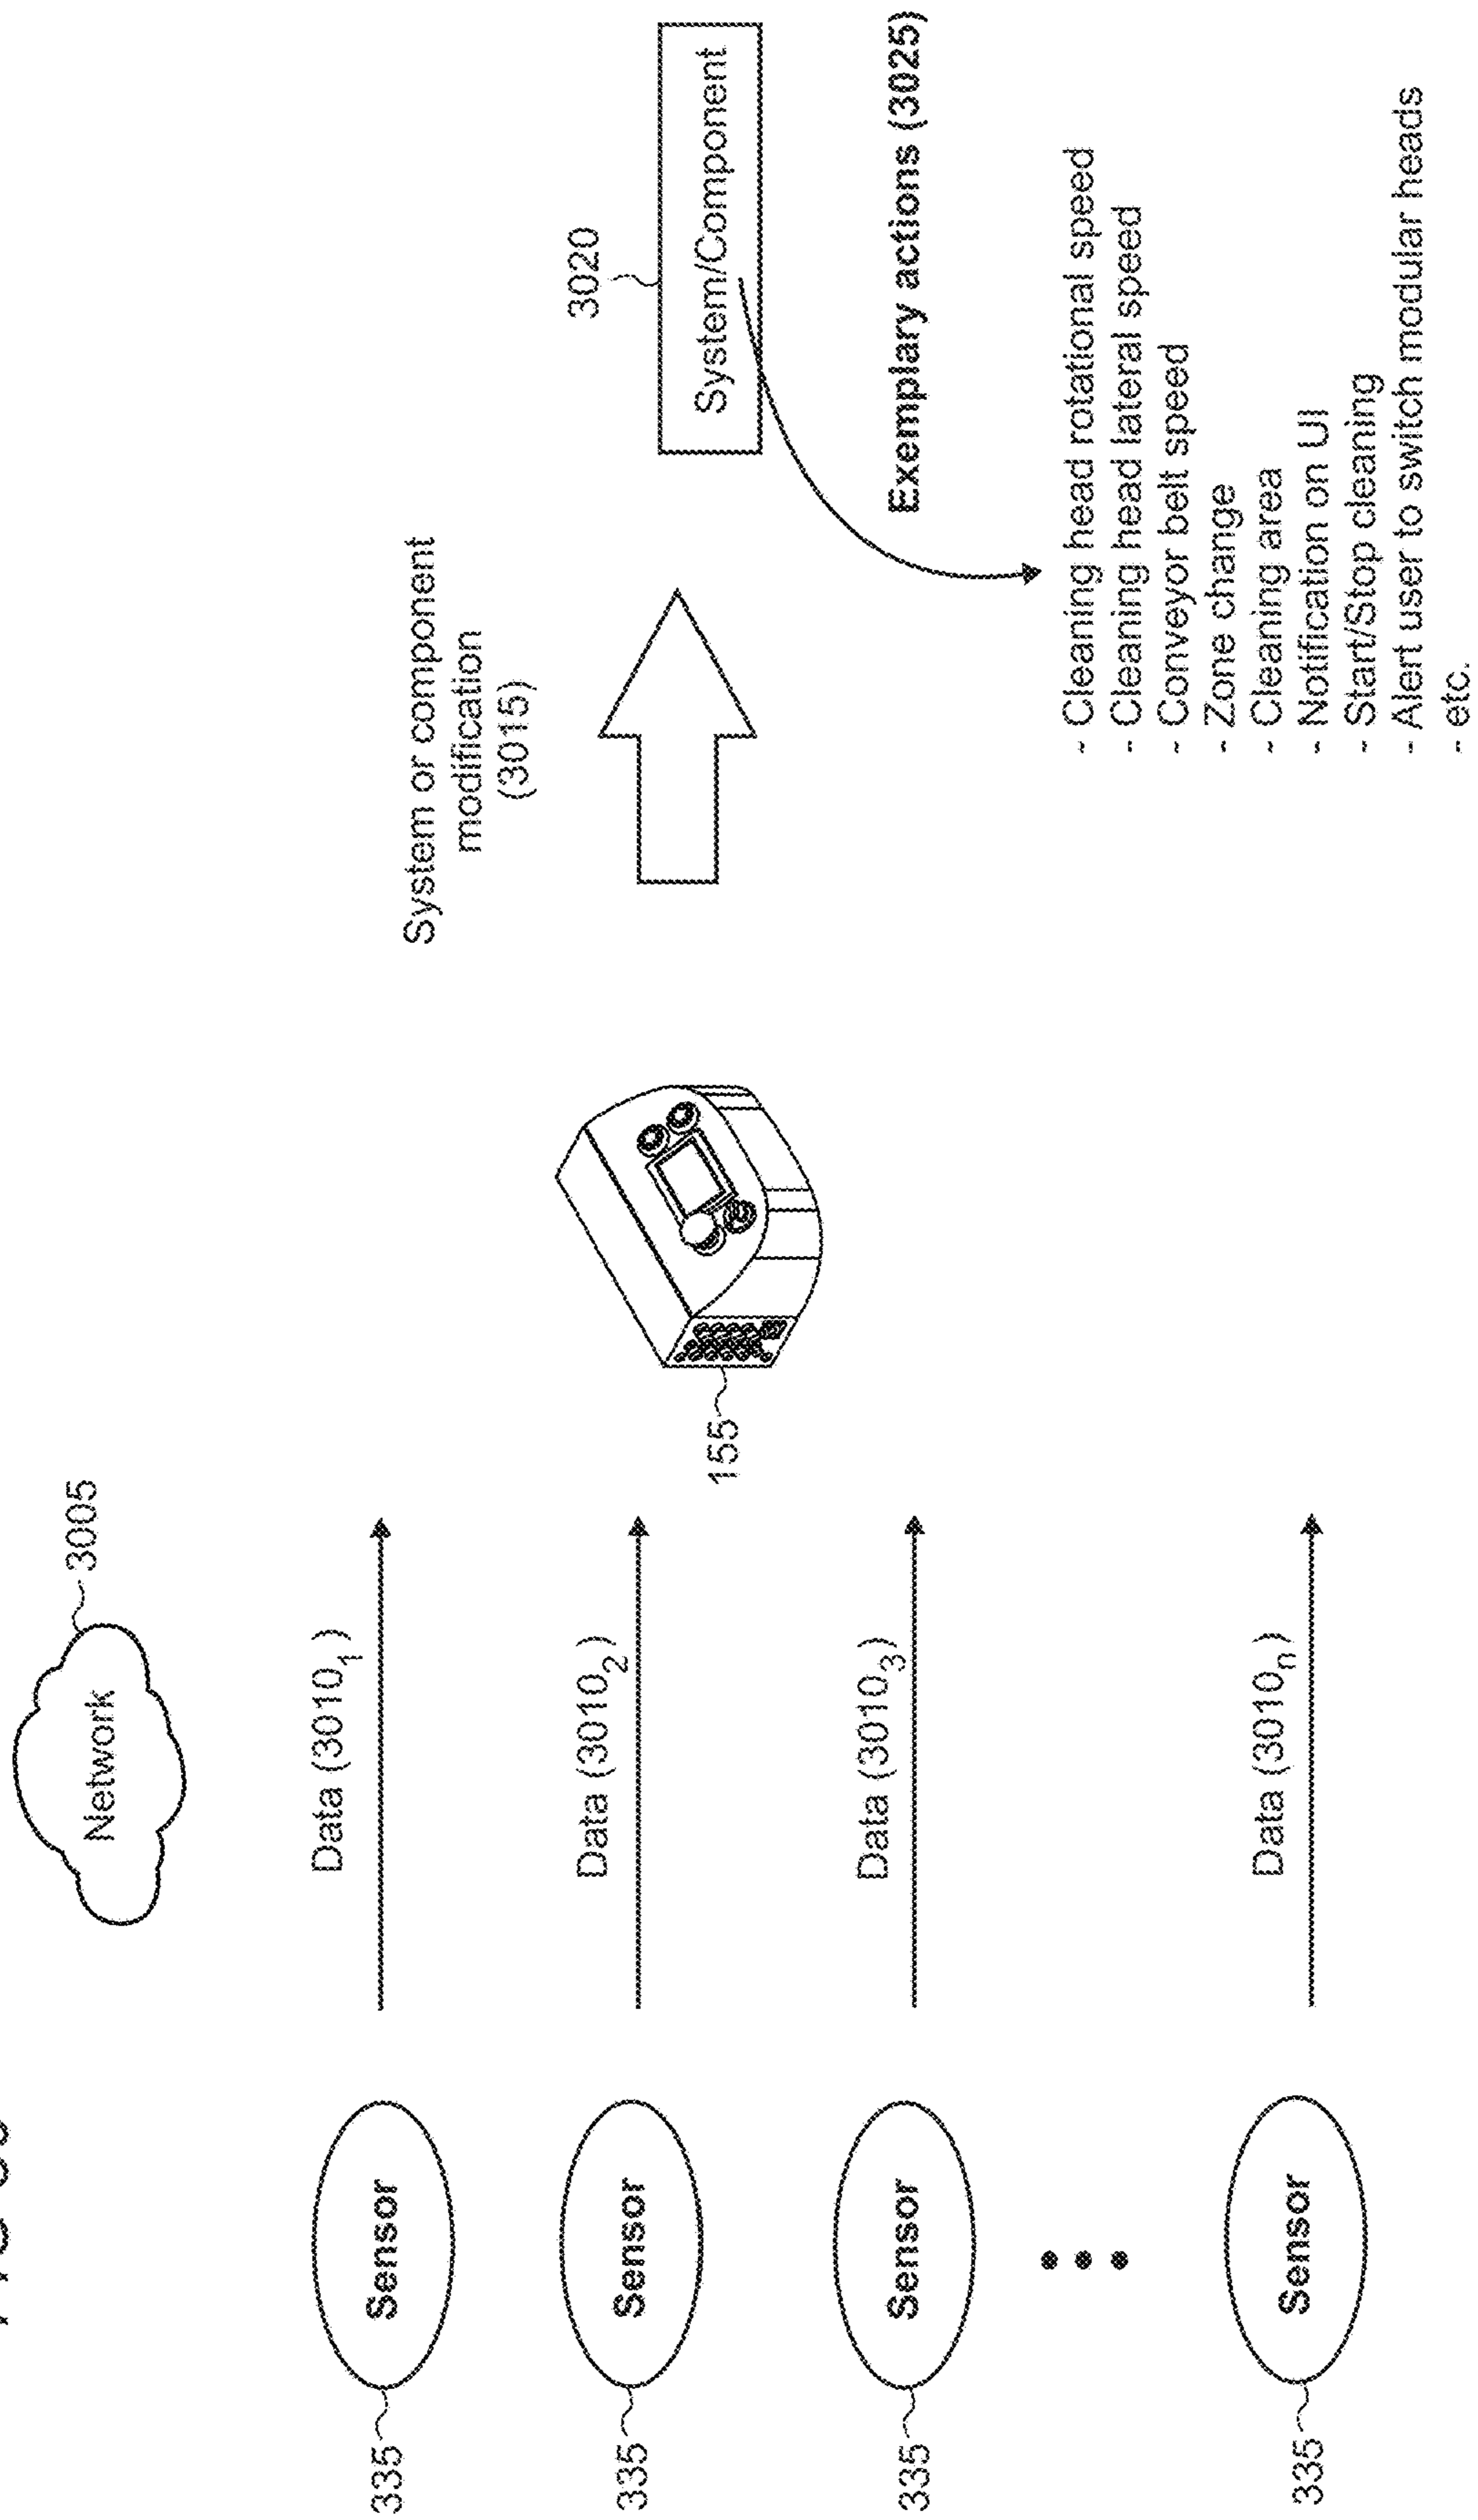 Network
3005
335
Sensor
Data (3010₁)
335
Sensor
Data (3010₂)
335
Sensor
Data (3010₃)
335
Sensor
Data (3010ₙ)
155
System or component
modification
(3015)
3020
System/Component
Exemplary actions (3025)
- Cleaning head rotational speed
- Cleaning head lateral speed
- Conveyor belt speed
- Zone change
- Cleaning area
- Notification on UI
- Start/Stop cleaning
- Alert user to switch modular heads
- etc.